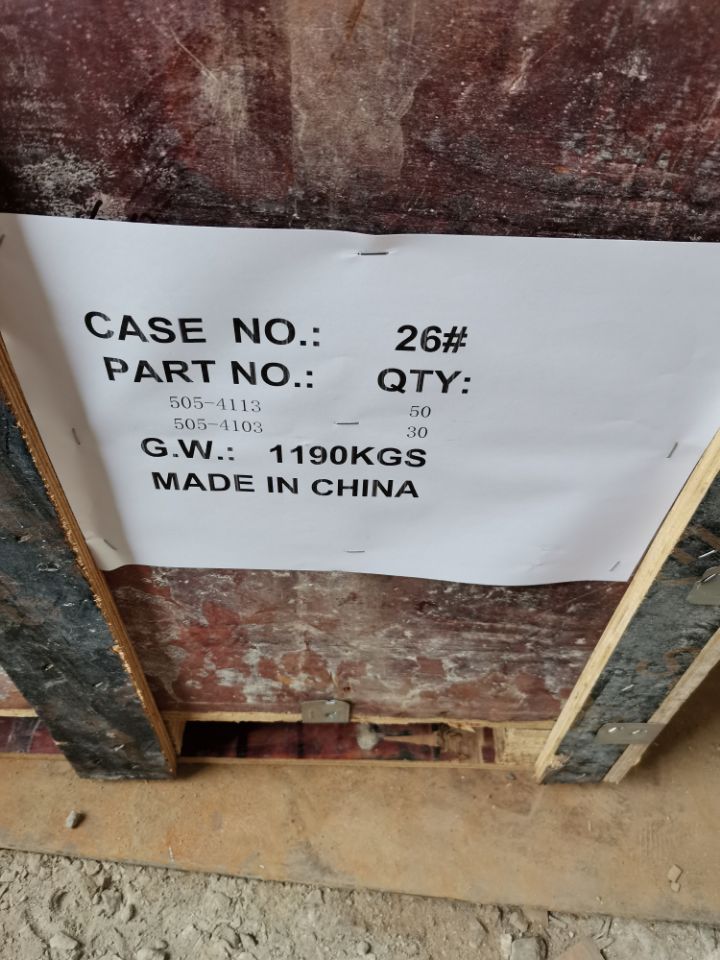 CASE NO.: 26#
PART NO.: QTY:
505-4113 50
505-4103 30
G.W.: 1190KGS
MADE IN CHINA